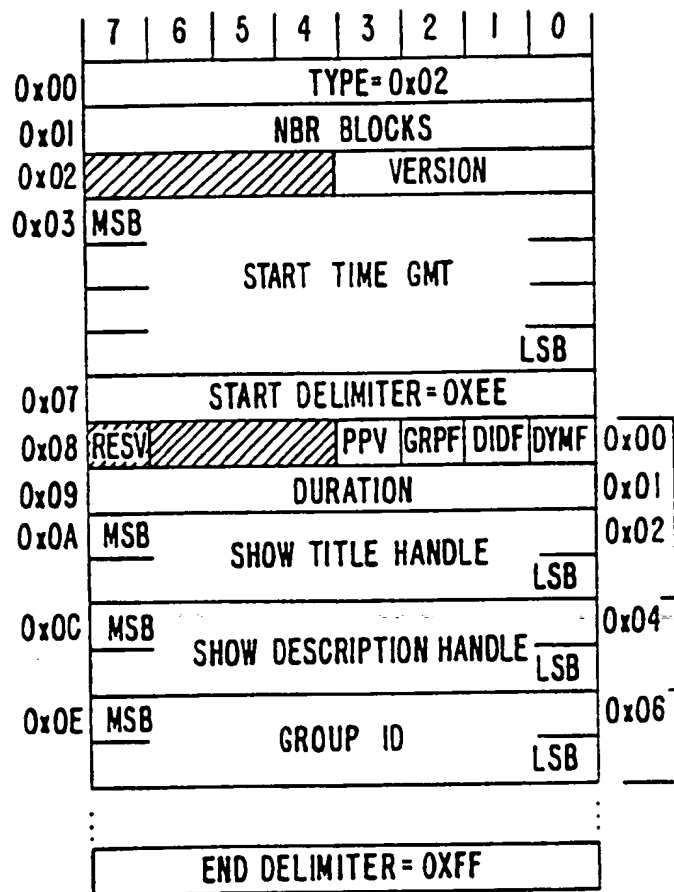 7 6 5 4 3 2 1 0
0x00 TYPE=0x02
0x01 NBR BLOCKS
0x02 VERSION
0x03 MSB
START TIME GMT
LSB
0x07 START DELIMITER=0XEE
0x08 RESV PPV GRPF DIDF DYMF 0x00
0x09 DURATION 0x01
0x0A MSB 0x02
SHOW TITLE HANDLE
LSB
0x0C MSB 0x04
SHOW DESCRIPTION HANDLE
LSB
0x0E MSB 0x06
GROUP ID
LSB
END DELIMITER=0XFF